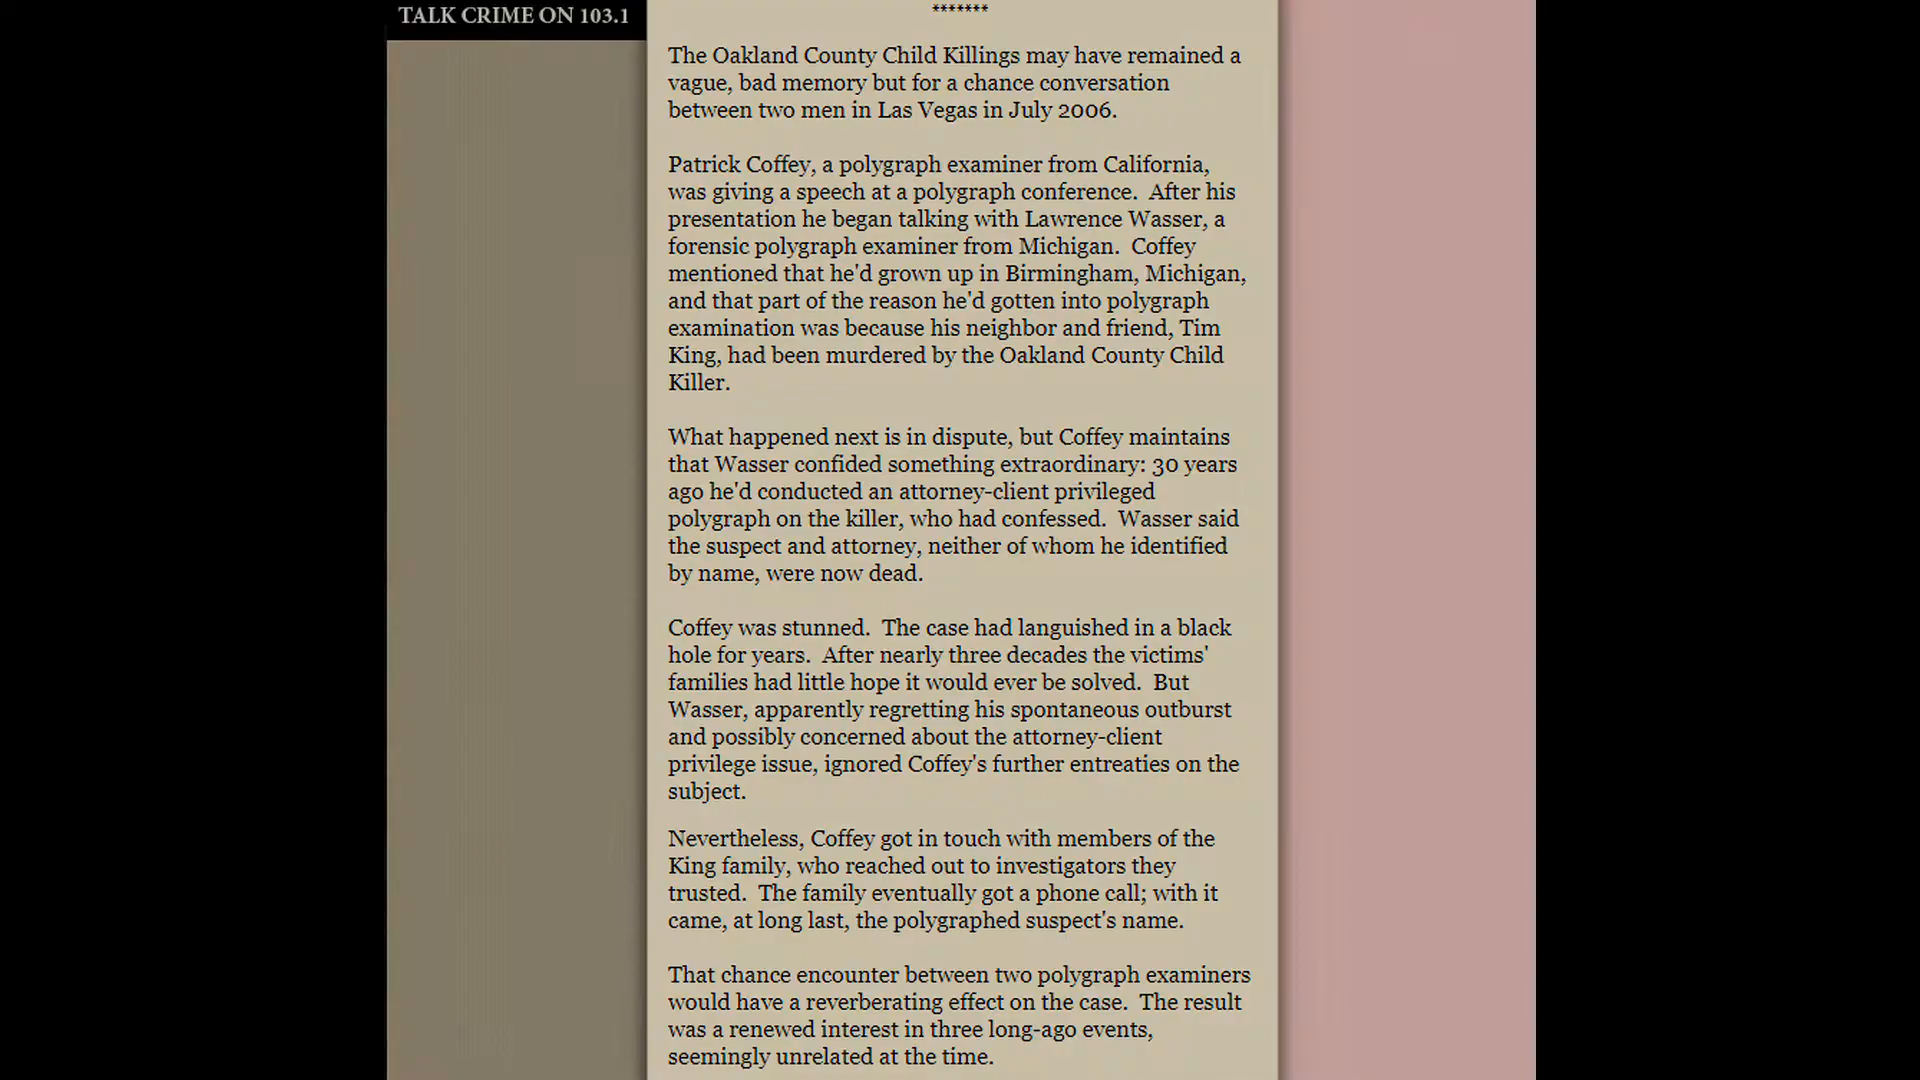 TALK CRIME ON 103.1
*******
The Oakland County Child Killings may have remained a
vague, bad memory but for a chance conversation
between two men in Las Vegas in July 2006.
Patrick Coffey, a polygraph examiner from California,
was giving a speech at a polygraph conference.  After his
presentation he began talking with Lawrence Wasser, a
forensic polygraph examiner from Michigan.  Coffey
mentioned that he'd grown up in Birmingham, Michigan,
and that part of the reason he'd gotten into polygraph
examination was because his neighbor and friend, Tim
King, had been murdered by the Oakland County Child
Killer.
What happened next is in dispute, but Coffey maintains
that Wasser confided something extraordinary: 30 years
ago he'd conducted an attorney-client privileged
polygraph on the killer, who had confessed.  Wasser said
the suspect and attorney, neither of whom he identified
by name, were now dead.
Coffey was stunned.  The case had languished in a black
hole for years.  After nearly three decades the victims'
families had little hope it would ever be solved.  But
Wasser, apparently regretting his spontaneous outburst
and possibly concerned about the attorney-client
privilege issue, ignored Coffey's further entreaties on the
subject.
Nevertheless, Coffey got in touch with members of the
King family, who reached out to investigators they
trusted.  The family eventually got a phone call; with it
came, at long last, the polygraphed suspect's name.
That chance encounter between two polygraph examiners
would have a reverberating effect on the case.  The result
was a renewed interest in three long-ago events,
seemingly unrelated at the time.